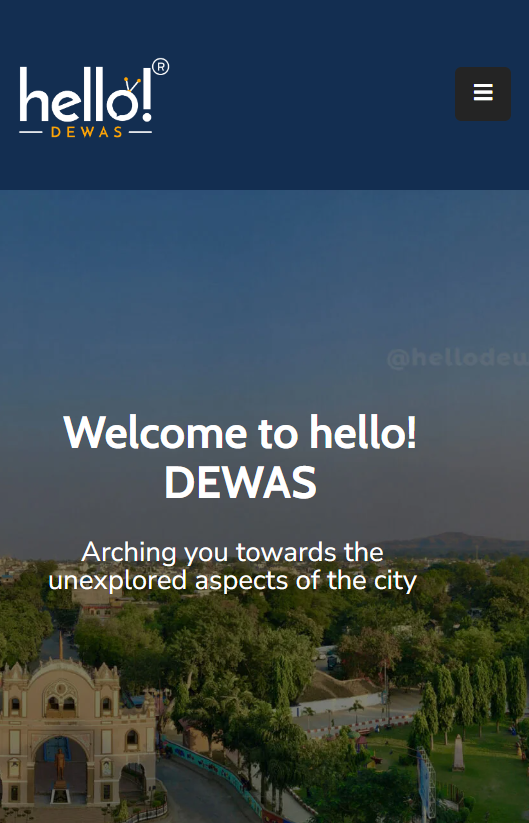 hello!®
DEWAS
@hellodew
Welcome to hello!
DEWAS
Arching you towards the
unexplored aspects of the city